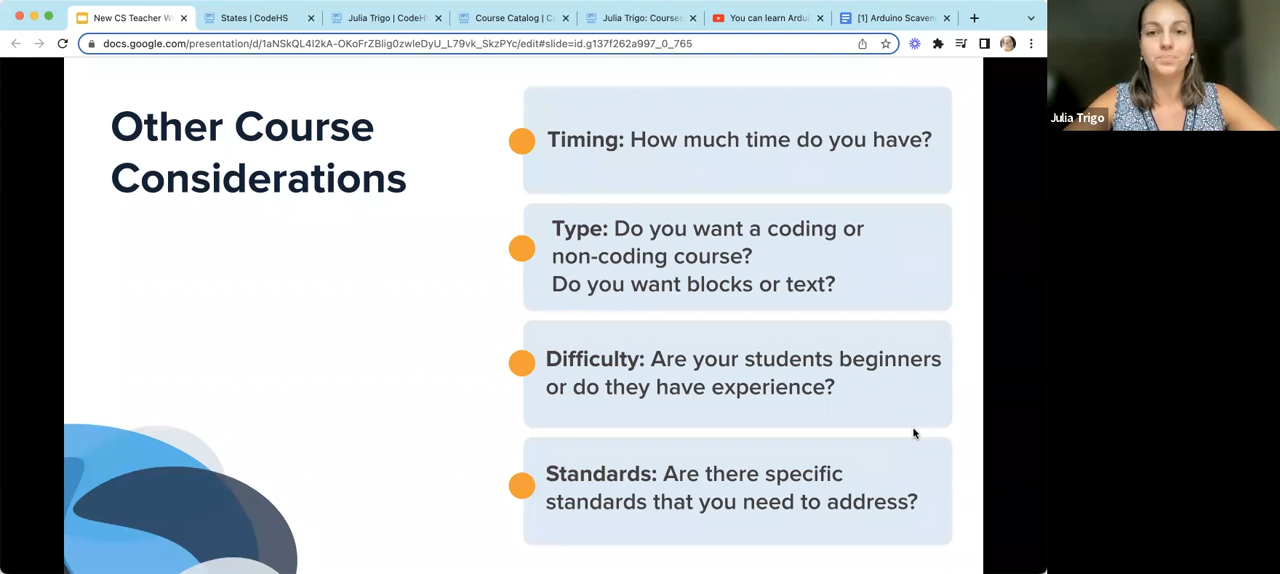 New CS Teacher W
States | CodeHS
Julia Trigo | CodeH
Course Catalog | C
Julia Trigo: Courses
You can learn Ardui
[1] Arduino Scaven
docs.google.com/presentation/d/1aNSkQL4I2kA-OKoFrZBlig0zwleDyU_L79vk_SkzPYc/edit#slide=id.g137f262a997_0_765
Julia Trigo
Other Course
Considerations
Timing: How much time do you have?
Type: Do you want a coding or
non-coding course?
Do you want blocks or text?
Difficulty: Are your students beginners
or do they have experience?
Standards: Are there specific
standards that you need to address?